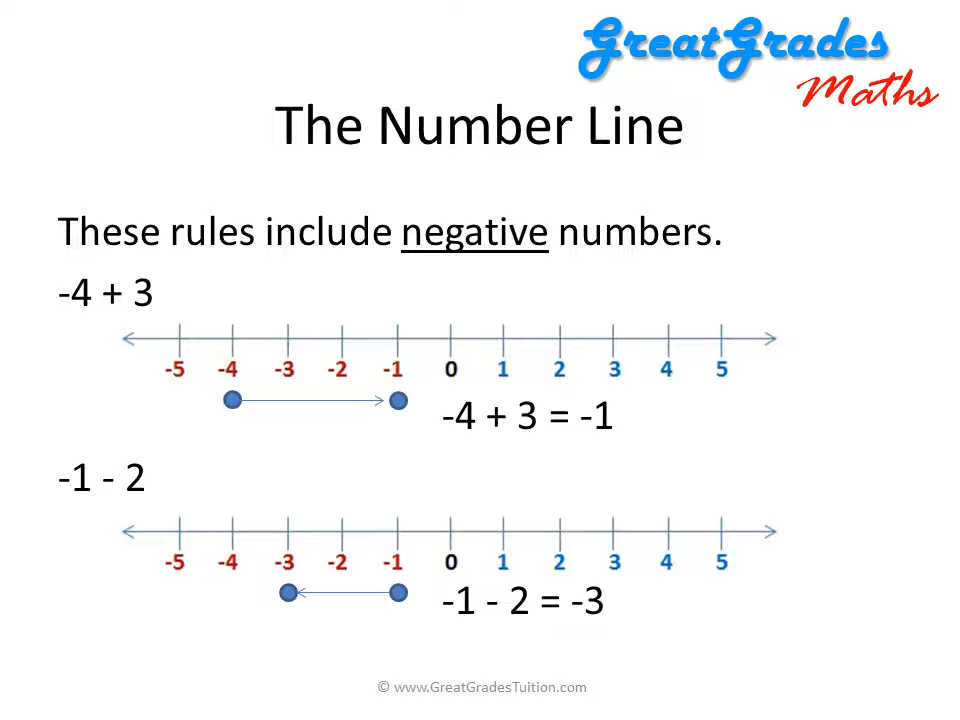 GreatGrades
Maths
The Number Line
These rules include negative numbers.
-4 + 3
-5 -4 -3 -2 -1 0 1 2 3 4 5
-4 + 3 = -1
-1 - 2
-5 -4 -3 -2 -1 0 1 2 3 4 5
-1 - 2 = -3
© www.GreatGradesTuition.com